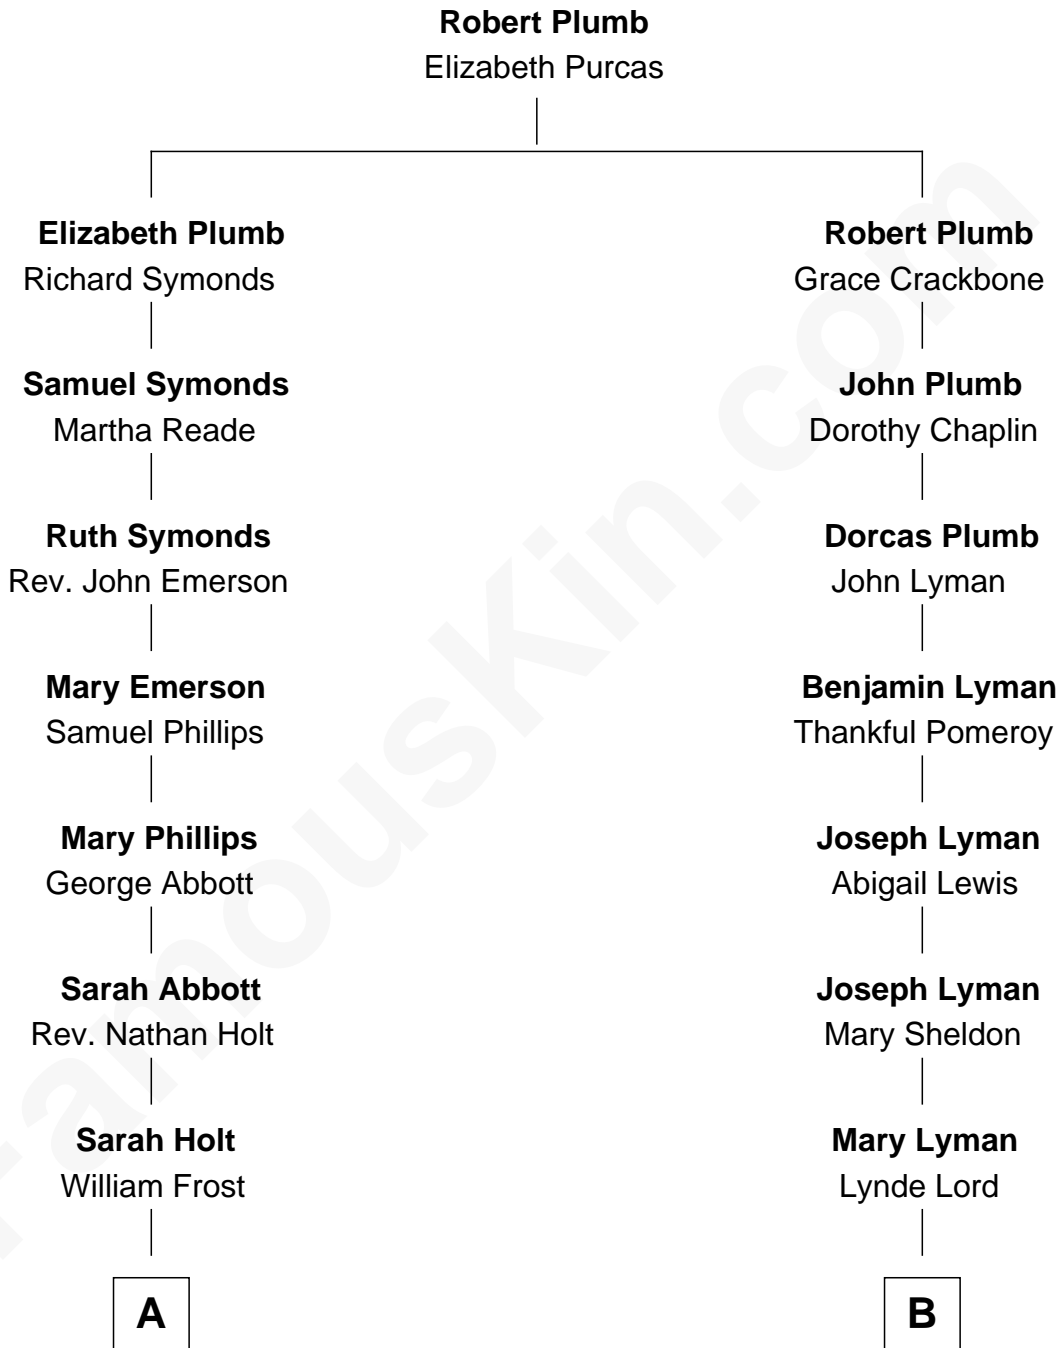 Robert Plumb
Elizabeth Purcas
Elizabeth Plumb
Richard Symonds
Robert Plumb
Grace Crackbone
Samuel Symonds
Martha Reade
John Plumb
Dorothy Chaplin
Ruth Symonds
Rev. John Emerson
Dorcas Plumb
John Lyman
Mary Emerson
Samuel Phillips
Benjamin Lyman
Thankful Pomeroy
Mary Phillips
George Abbott
Joseph Lyman
Abigail Lewis
Sarah Abbott
Rev. Nathan Holt
Joseph Lyman
Mary Sheldon
Sarah Holt
William Frost
Mary Lyman
Lynde Lord
A
B
FamousKin.com